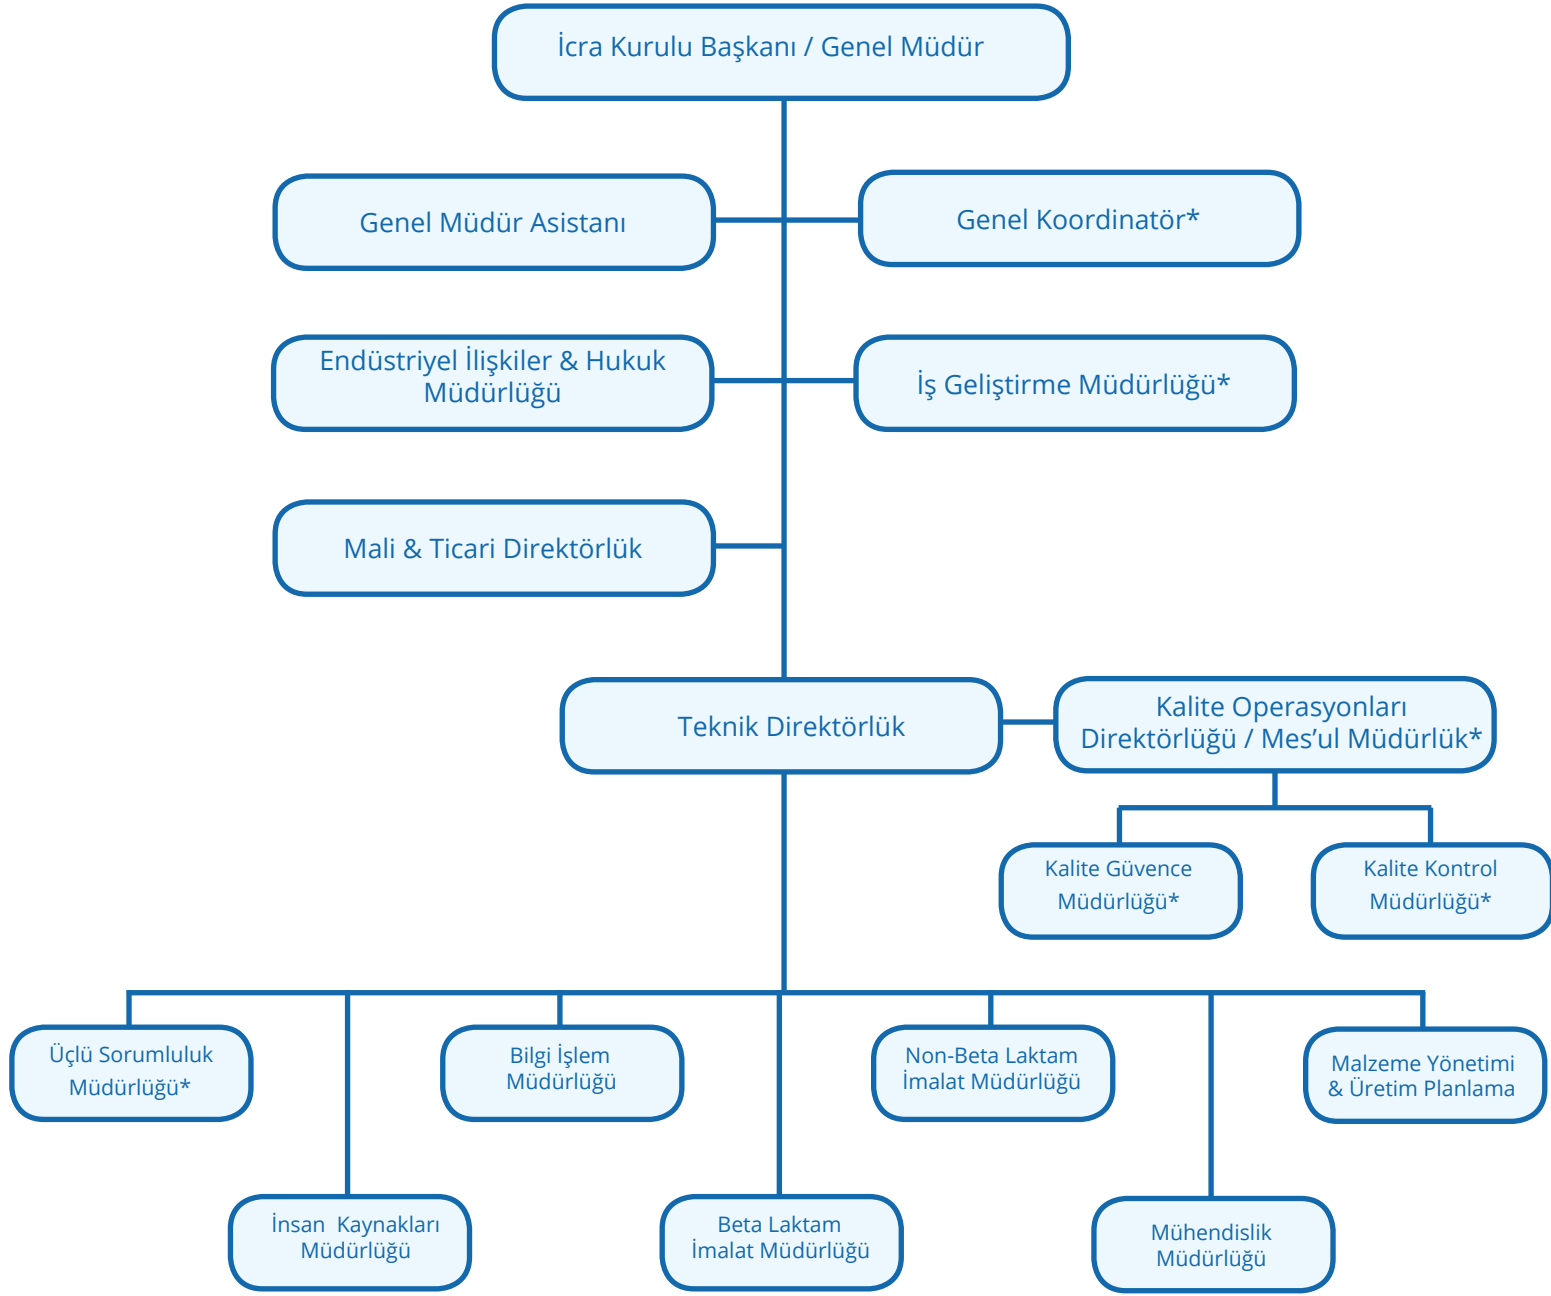 İcra Kurulu Başkanı / Genel Müdür
Genel Müdür Asistanı
Genel Koordinatör*
Endüstriyel İlişkiler & Hukuk
Müdürlüğü
İş Geliştirme Müdürlüğü*
Mali & Ticari Direktörlük
Teknik Direktörlük
Kalite Operasyonları
Direktörlüğü / Mes’ul Müdürlük*
Kalite Güvence
Müdürlüğü*
Kalite Kontrol
Müdürlüğü*
Üçlü Sorumluluk
Müdürlüğü*
Bilgi İşlem
Müdürlüğü
Non-Beta Laktam
İmalat Müdürlüğü
Malzeme Yönetimi
& Üretim Planlama
İnsan Kaynakları
Müdürlüğü
Beta Laktam
İmalat Müdürlüğü
Mühendislik
Müdürlüğü